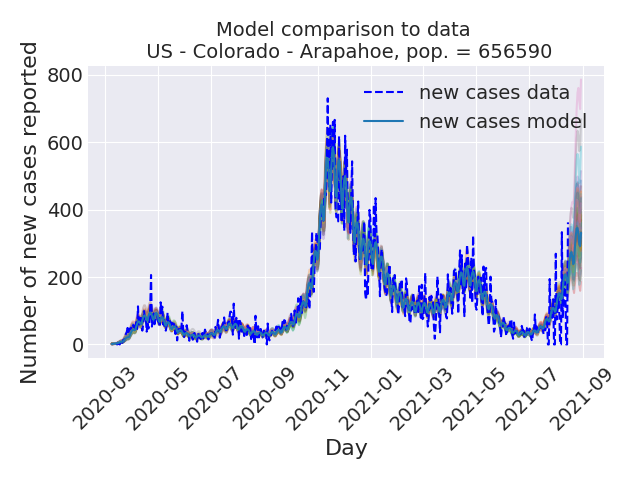 Model comparison to data
US - Colorado - Arapahoe, pop. = 656590
Number of new cases reported
800
600
400
200
0
new cases data
new cases model
2020-03
2020-05
2020-07
2020-09
2020-11
2021-01
2021-03
2021-05
2021-07
2021-09
Day